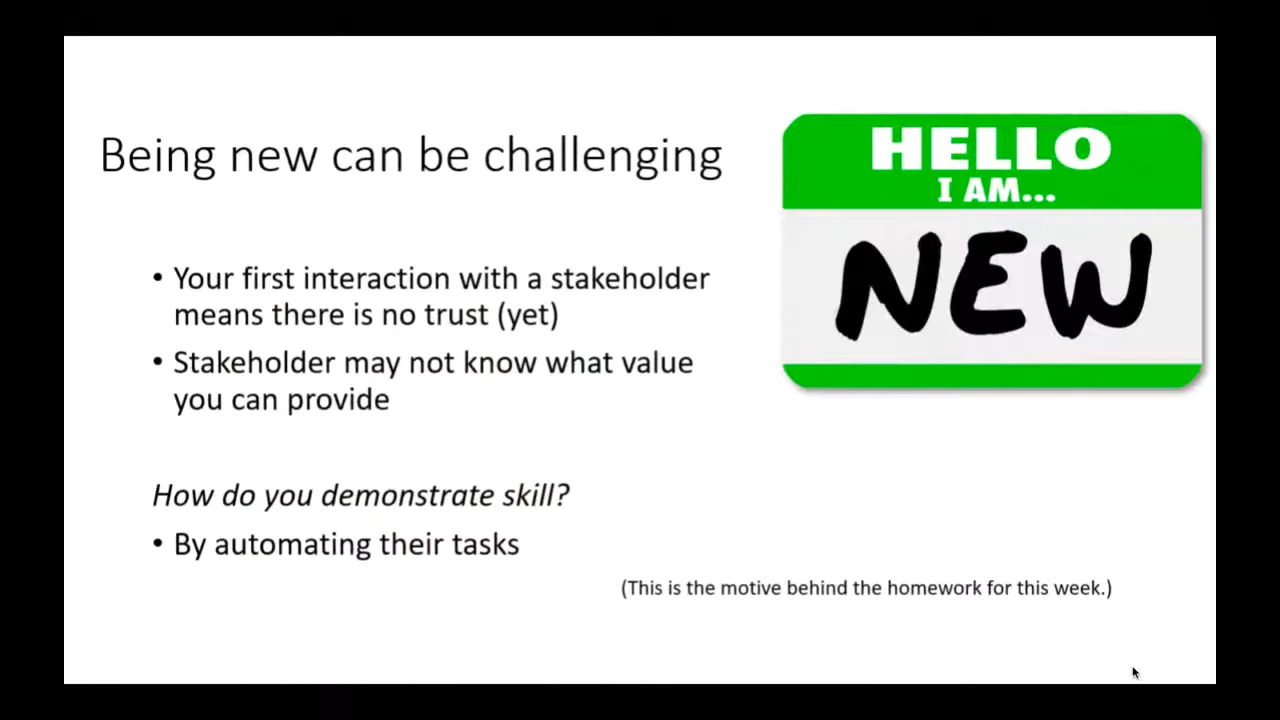 Being new can be challenging
HELLO
I AM...
NEW
• Your first interaction with a stakeholder
means there is no trust (yet)
• Stakeholder may not know what value
you can provide
How do you demonstrate skill?
• By automating their tasks
(This is the motive behind the homework for this week.)